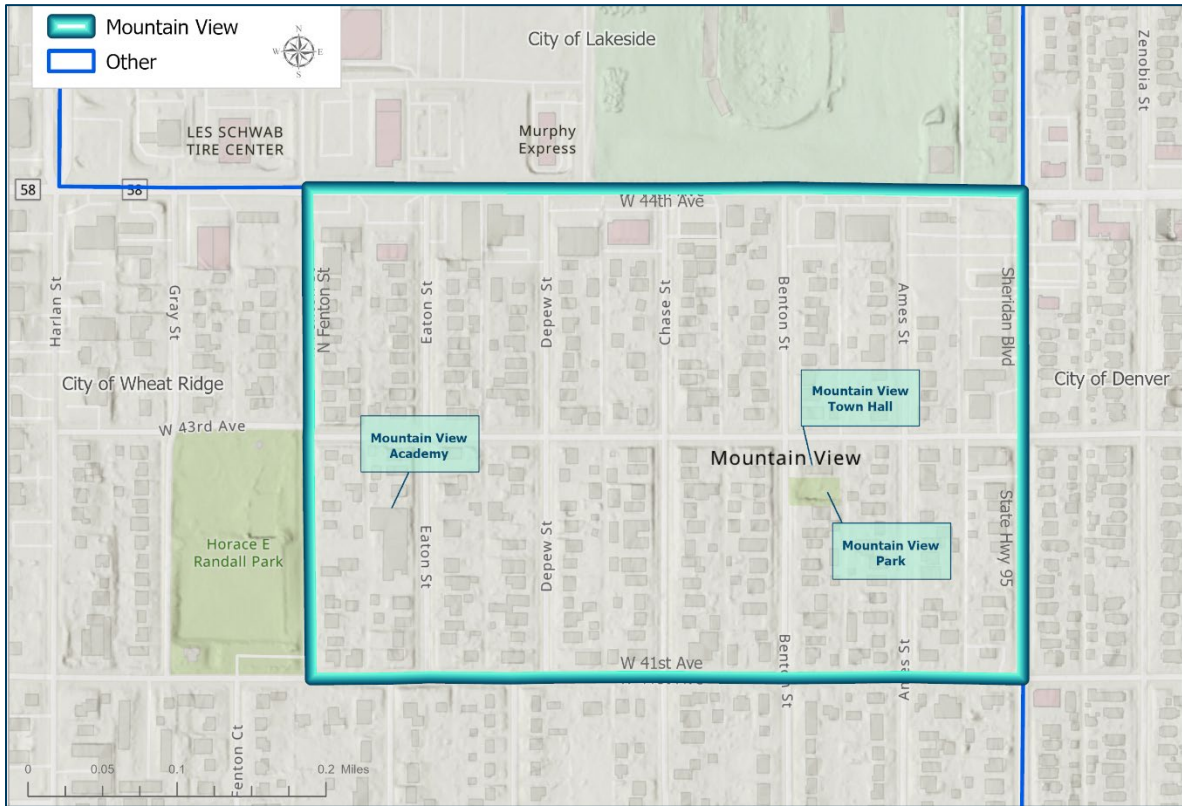 Mountain View
Other
N
W
E
S
City of Lakeside
Zenobia St
LES SCHWAB
TIRE CENTER
Murphy
Express
58
58
W 44th Ave
Harlan St
Gray St
N Fenton St
Eaton St
Depew St
Chase St
Benton St
Ames St
Sheridan Blvd
City of Wheat Ridge
City of Denver
Mountain View
Town Hall
W 43rd Ave
Mountain View
Academy
Mountain View
Horace E
Randall Park
Eaton St
Depew St
Mountain View
Park
State Hwy 95
W 41st Ave
Benton St
Ames St
Fenton Ct
0 0.05 0.1 0.2 Miles